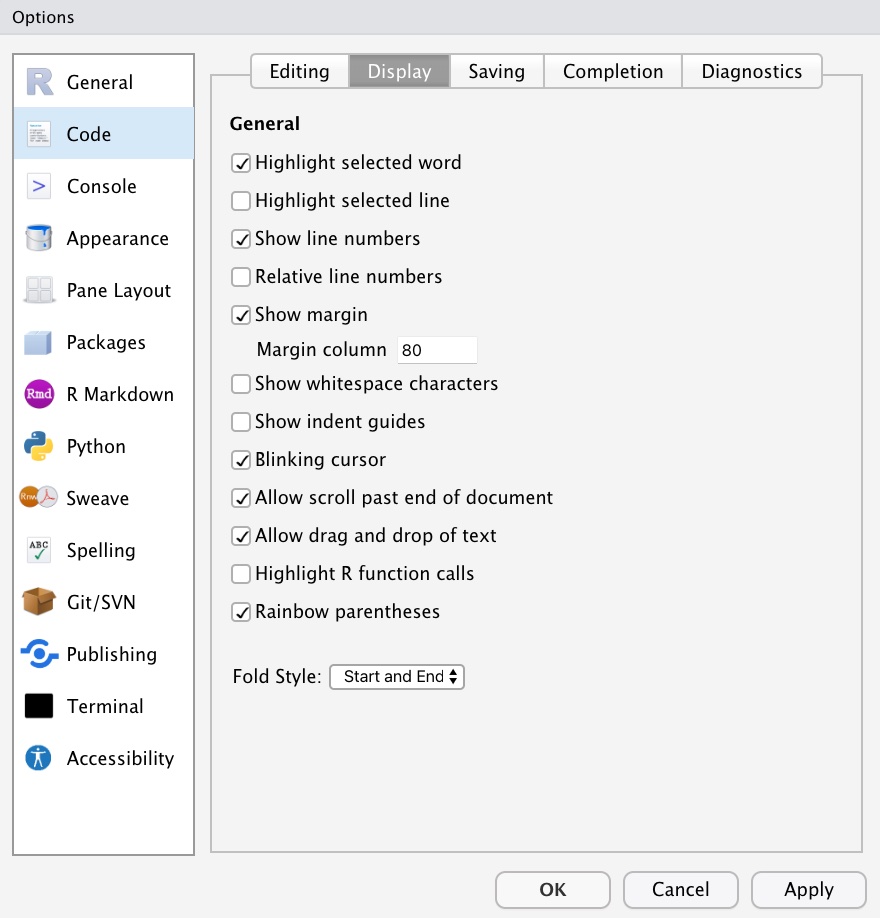 Options
General
Code
>
Console
Appearance
Pane Layout
Packages
Rmd
R Markdown
Python
Rnw
Sweave
ABC
Spelling
Git/SVN
Publishing
Terminal
Accessibility
Editing
Display
Saving
Completion
Diagnostics
General
Highlight selected word
Highlight selected line
Show line numbers
Relative line numbers
Show margin
Margin column 80
Show whitespace characters
Show indent guides
Blinking cursor
Allow scroll past end of document
Allow drag and drop of text
Highlight R function calls
Rainbow parentheses
Fold Style: Start and End
OK
Cancel
Apply